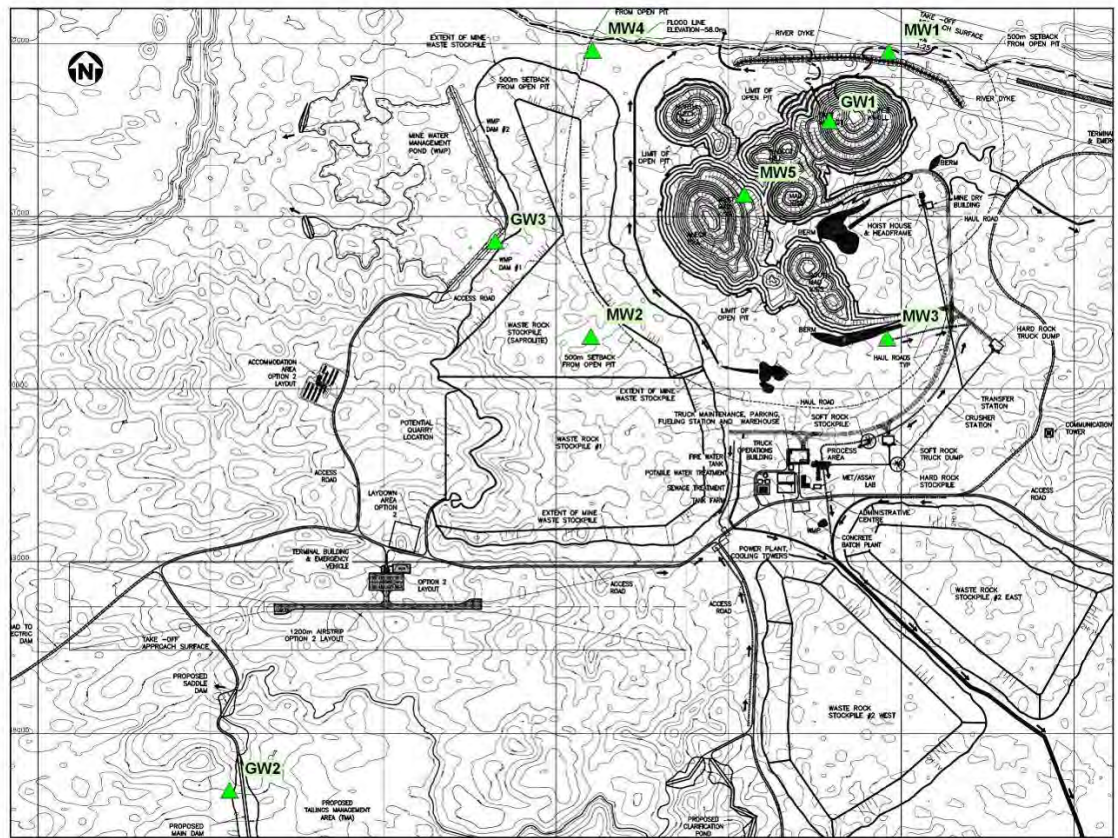 MW4
MW1
FROM OPEN PIT
FLOOD LINE
ELEVATION-58.0m
RIVER DYKE
TAKE -OFF
500m SETBACK
FROM OPEN PIT
EXTENT OF MINE
WASTE STOCKPILE
N
500m SETBACK
FROM OPEN PIT
LIMIT OF
OPEN PIT
GW1
RIVER DYKE
WMP
DAM #2
MINE WATER
MANAGEMENT
POND (WMP)
LIMIT OF
OPEN PIT
MW5
BERM
MINE DRY
BUILDING
HAUL ROAD
GW3
BERM
HOIST HOUSE
& HEADFRAME
WMP
DAM #1
ACCESS ROAD
MW2
WASTE ROCK
STOCKPILE
(SAPROLITE)
LIMIT OF
OPEN PIT
MW3
BERM
HARD ROCK
TRUCK DUMP
500m SETBACK
FROM OPEN PIT
HAUL ROADS
TYP
ACCOMMODATION
AREA
OPTION 2
LAYOUT
EXTENT OF MINE
WASTE STOCKPILE
HAUL ROAD
TRANSFER
STATION
CRUSHER
STATION
POTENTIAL
QUARRY
LOCATION
TRUCK MAINTENANCE, PARKING,
FUELING STATION AND WAREHOUSE
SOFT ROCK
STOCKPILE
COMMUNICATION
TOWER
WASTE ROCK
STOCKPILE #1
TRUCK
OPERATIONS
BUILDING
PROCESS
AREA
SOFT ROCK
TRUCK DUMP
FIRE WATER
TANK
POTABLE WATER TREATMENT
MET/ASSAY
LAB
HARD ROCK
STOCKPILE
ACCESS
ROAD
SEWAGE TREATMENT
TANK FARM
ACCESS
ROAD
LAYDOWN
AREA
OPTION
2
EXTENT OF MINE
WASTE STOCKPILE
ADMINISTRATIVE
CENTRE
CONCRETE
BATCH PLANT
TERMINAL BUILDING
& EMERGENCY
VEHICLE
POWER PLANT,
COOLING TOWERS
OPTION 2
LAYOUT
ACCESS
ROAD
ACCESS
ROAD
WASTE ROCK
STOCKPILE #2 EAST
1200m AIRSTRIP
OPTION 2 LAYOUT
TAKE -OFF
APPROACH SURFACE
PROPOSED
SADDLE
DAM
WASTE ROCK
STOCKPILE #2 WEST
GW2
PROPOSED
TAILINGS MANAGEMENT
AREA (TMA)
PROPOSED
MAIN DAM
PROPOSED
CLARIFICATION
POND